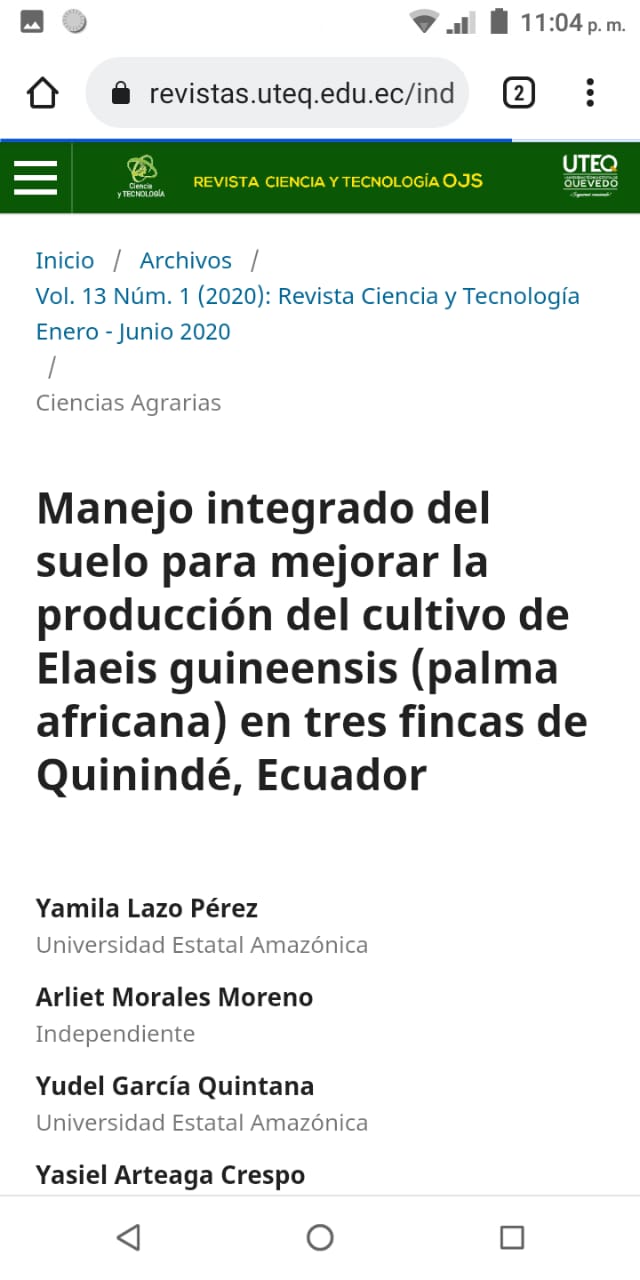 11:04 p. m.
revistas.uteq.edu.ec/ind
2
Ciencia
y TECNOLOGÍA
REVISTA CIENCIA Y TECNOLOGÍA OJS
UTEQ
QUEVEDO
Inicio / Archivos /
Vol. 13 Núm. 1 (2020): Revista Ciencia y Tecnología
Enero - Junio 2020
/
Ciencias Agrarias
Manejo integrado del
suelo para mejorar la
producción del cultivo de
Elaeis guineensis (palma
africana) en tres fincas de
Quinindé, Ecuador
Yamila Lazo Pérez
Universidad Estatal Amazónica
Arliet Morales Moreno
Independiente
Yudel García Quintana
Universidad Estatal Amazónica
Yasiel Arteaga Crespo